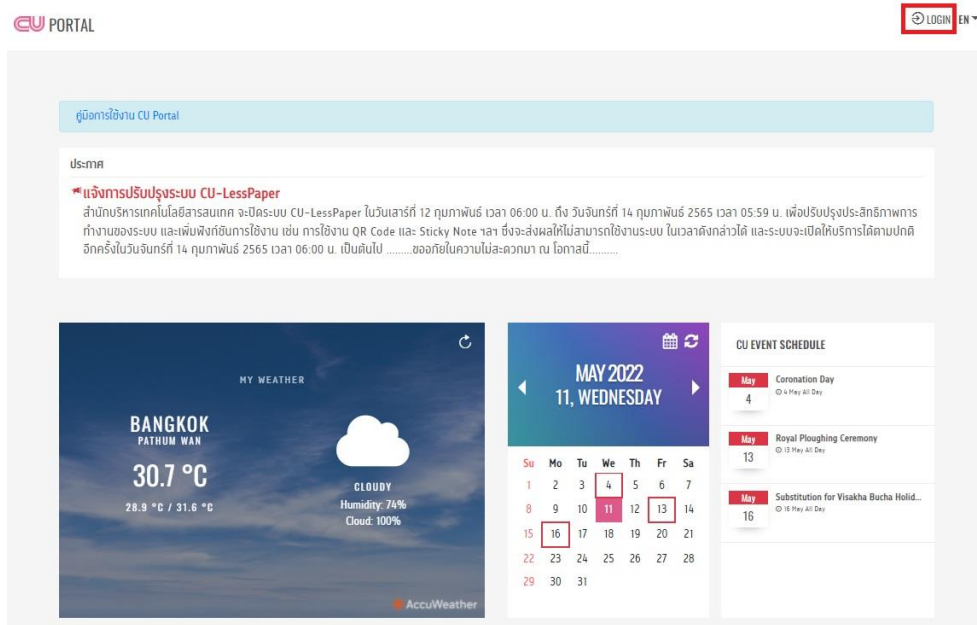 CU PORTAL
LOGIN EN
คู่มือการใช้งาน CU Portal
ประกาศ
แจ้งการปรับปรุงระบบ CU-LessPaper
สำนักบริหารเทคโนโลยีสารสนเทศ จะปิดระบบ CU-LessPaper ในวันเสาร์ที่ 12 กุมภาพันธ์ เวลา 06:00 น. ถึง วันจันทร์ที่ 14 กุมภาพันธ์ 2565 เวลา 05:59 น. เพื่อปรับปรุงประสิทธิภาพการ
ทำงานของระบบ และเพิ่มฟังก์ชันการใช้งาน เช่น การใช้งาน QR Code และ Sticky Note ฯลฯ ซึ่งจะส่งผลให้ไม่สามารถใช้งานระบบ ในเวลาดังกล่าวได้ และระบบจะเปิดให้บริการได้ตามปกติ
อีกครั้งในวันจันทร์ที่ 14 กุมภาพันธ์ 2565 เวลา 06:00 น. เป็นต้นไป .........ขออภัยในความไม่สะดวกมา ณ โอกาสนี้..........
MY WEATHER
BANGKOK
PATHUM WAN
30.7 °C
28.9 °C / 31.6 °C
CLOUDY
Humidity: 74%
Cloud: 100%
AccuWeather
MAY 2022
11, WEDNESDAY
Su Mo Tu We Th Fr Sa
1 2 3 4 5 6 7
8 9 10 11 12 13 14
15 16 17 18 19 20 21
22 23 24 25 26 27 28
29 30 31
CU EVENT SCHEDULE
May
4
Coronation Day
4 May All Day
May
13
Royal Ploughing Ceremony
13 May All Day
May
16
Substitution for Visakha Bucha Holid...
16 May All Day